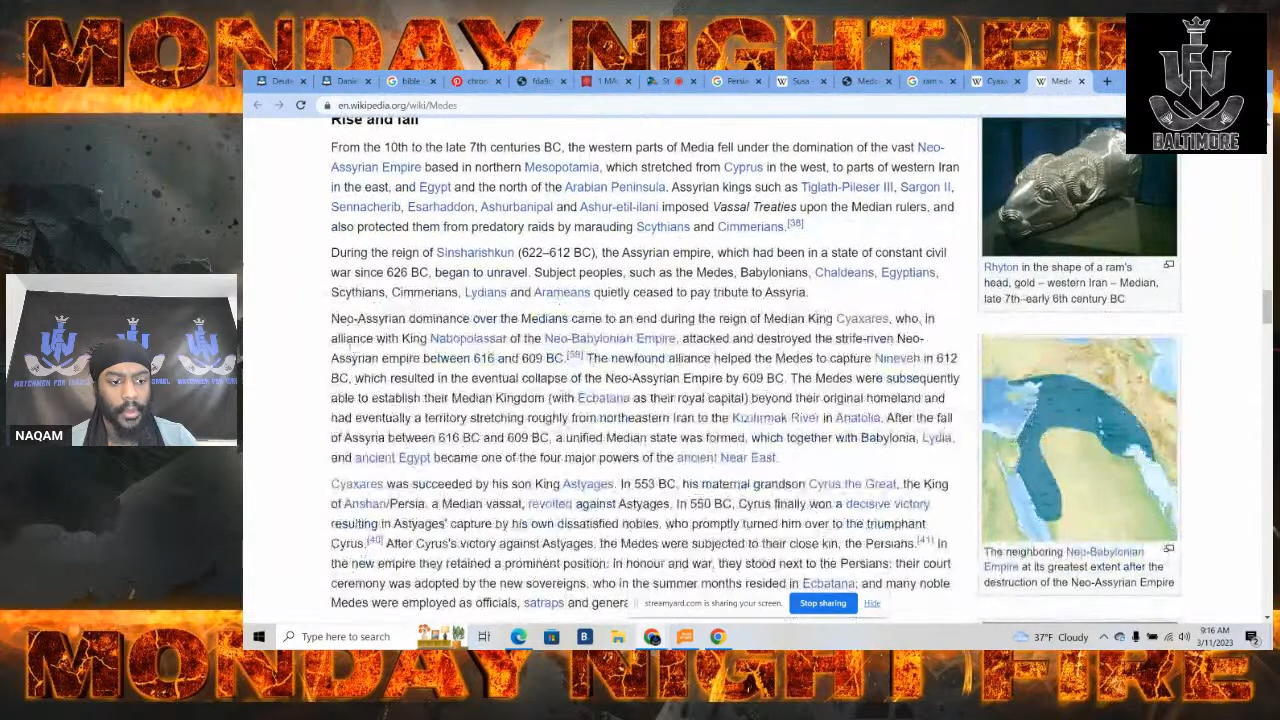 MONDAY NIGHT FI
BALTIMORE
Deute
Daniel
bible
chron
fda9c
1 MA
St
Persia
Susa
Mede
ram
Cyax
Mede
en.wikipedia.org/wiki/Medes
Rise and fall
From the 10th to the late 7th centuries BC, the western parts of Media fell under the domination of the vast Neo-
Assyrian Empire based in northern Mesopotamia, which stretched from Cyprus in the west, to parts of western Iran
in the east, and Egypt and the north of the Arabian Peninsula. Assyrian kings such as Tiglath-Pileser III, Sargon II,
Sennacherib, Esarhaddon, Ashurbanipal and Ashur-etil-ilani imposed Vassal Treaties upon the Median rulers, and
also protected them from predatory raids by marauding Scythians and Cimmerians.[38]
During the reign of Sinsharishkun (622–612 BC), the Assyrian empire, which had been in a state of constant civil
war since 626 BC, began to unravel. Subject peoples, such as the Medes, Babylonians, Chaldeans, Egyptians,
Scythians, Cimmerians, Lydians and Arameans quietly ceased to pay tribute to Assyria.
Neo-Assyrian dominance over the Medians came to an end during the reign of Median King Cyaxares, who, in
alliance with King Nabopolassar of the Neo-Babylonian Empire, attacked and destroyed the strife-riven Neo-
Assyrian empire between 616 and 609 BC.[39] The newfound alliance helped the Medes to capture Nineveh in 612
BC, which resulted in the eventual collapse of the Neo-Assyrian Empire by 609 BC. The Medes were subsequently
able to establish their Median Kingdom (with Ecbatana as their royal capital) beyond their original homeland and
had eventually a territory stretching roughly from northeastern Iran to the Kızılırmak River in Anatolia. After the fall
of Assyria between 616 BC and 609 BC, a unified Median state was formed, which together with Babylonia, Lydia,
and ancient Egypt became one of the four major powers of the ancient Near East.
Cyaxares was succeeded by his son King Astyages. In 553 BC, his maternal grandson Cyrus the Great, the King
of Anshan/Persia, a Median vassal, revolted against Astyages. In 550 BC, Cyrus finally won a decisive victory
resulting in Astyages' capture by his own dissatisfied nobles, who promptly turned him over to the triumphant
Cyrus.[40] After Cyrus's victory against Astyages, the Medes were subjected to their close kin, the Persians.[41] In
the new empire they retained a prominent position. In honour and war, they stood next to the Persians; their court
ceremony was adopted by the new sovereigns, who in the summer months resided in Ecbatana; and many noble
Medes were employed as officials, satraps and genera
Rhyton in the shape of a ram's
head, gold – western Iran – Median,
late 7th–early 6th century BC
The neighboring Neo-Babylonian
Empire at its greatest extent after the
destruction of the Neo-Assyrian Empire
streamyard.com is sharing your screen.
Stop sharing
Hide
NAQAM
Type here to search
37°F Cloudy
9:16 AM
3/11/2023
MONDAY NIGHT FIRE